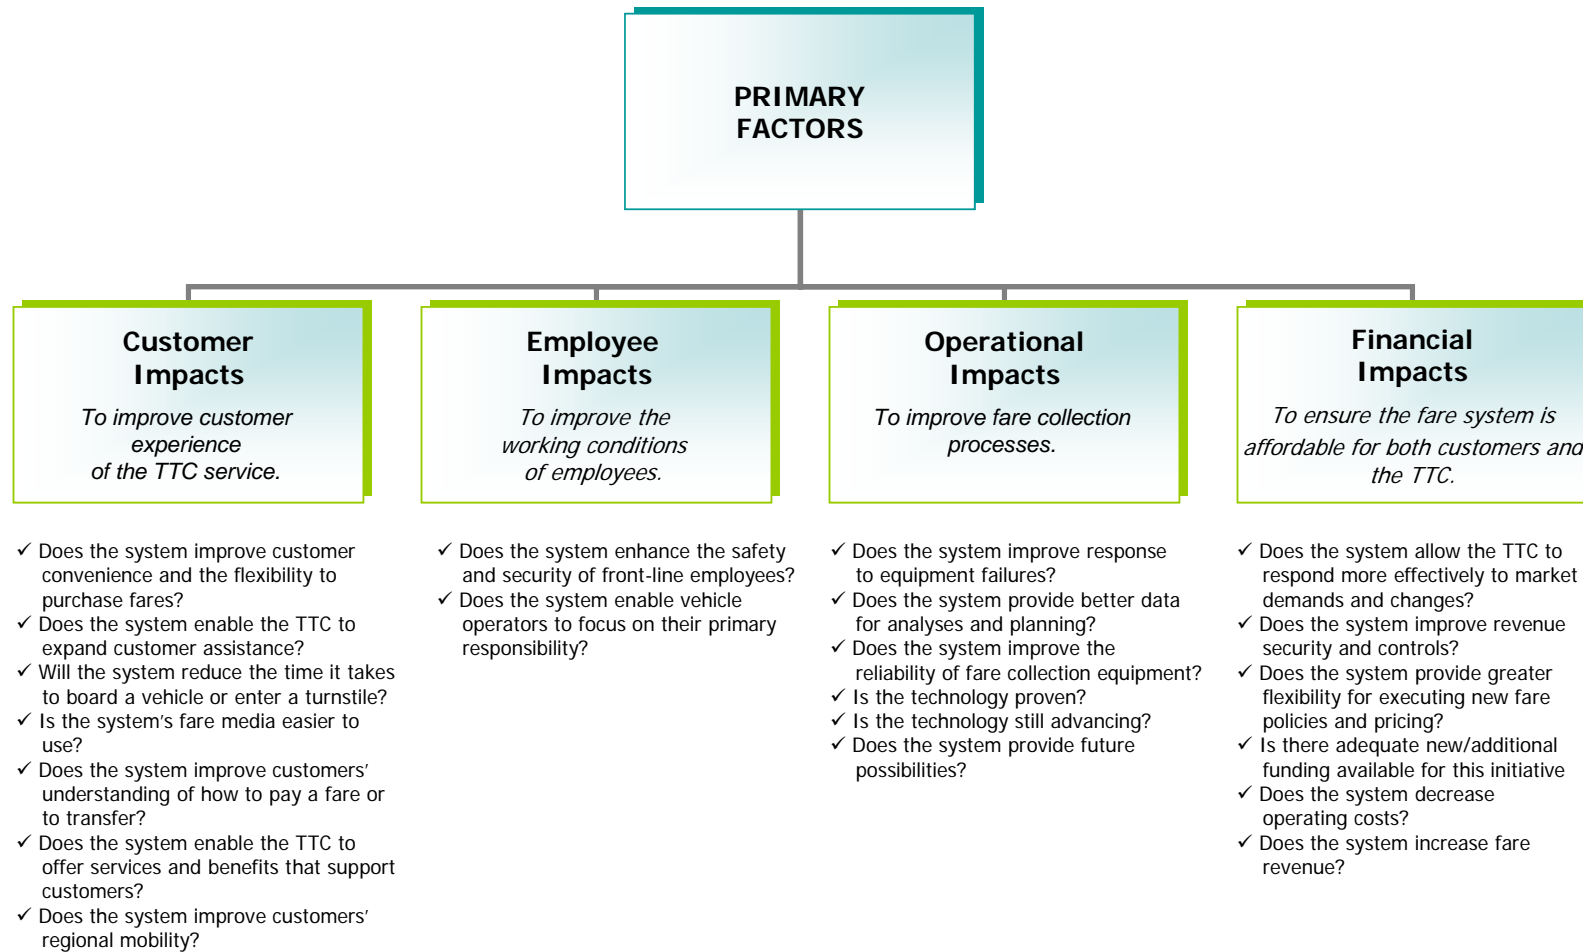 PRIMARY
FACTORS
Customer
Impacts
To improve customer
experience
of the TTC service.
Employee
Impacts
To improve the
working conditions
of employees.
Operational
Impacts
To improve fare collection
processes.
Financial
Impacts
To ensure the fare system is
affordable for both customers and
the TTC.
✓ Does the system improve customer
convenience and the flexibility to
purchase fares?
✓ Does the system enable the TTC to
expand customer assistance?
✓ Will the system reduce the time it takes
to board a vehicle or enter a turnstile?
✓ Is the system's fare media easier to
use?
✓ Does the system improve customers'
understanding of how to pay a fare or
to transfer?
✓ Does the system enable the TTC to
offer services and benefits that support
customers?
✓ Does the system improve customers'
regional mobility?
✓ Does the system enhance the safety
and security of front-line employees?
✓ Does the system enable vehicle
operators to focus on their primary
responsibility?
✓ Does the system improve response
to equipment failures?
✓ Does the system provide better data
for analyses and planning?
✓ Does the system improve the
reliability of fare collection equipment?
✓ Is the technology proven?
✓ Is the technology still advancing?
✓ Does the system provide future
possibilities?
✓ Does the system allow the TTC to
respond more effectively to market
demands and changes?
✓ Does the system improve revenue
security and controls?
✓ Does the system provide greater
flexibility for executing new fare
policies and pricing?
✓ Is there adequate new/additional
funding available for this initiative
✓ Does the system decrease
operating costs?
✓ Does the system increase fare
revenue?